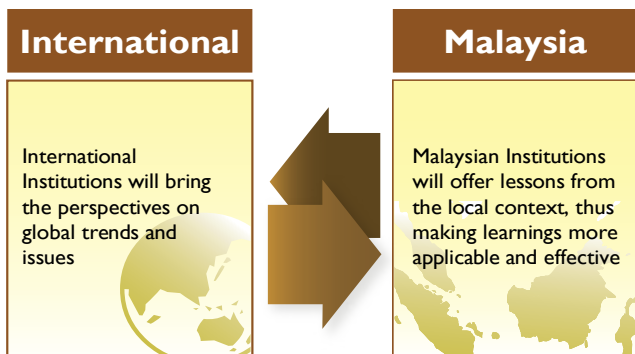 International
International
Institutions will bring
the perspectives on
global trends and
issues
Malaysia
Malaysian Institutions
will offer lessons from
the local context, thus
making learnings more
applicable and effective